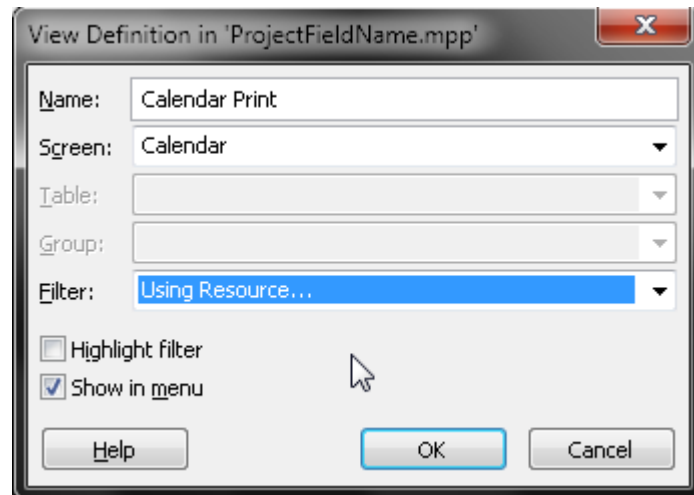 View Definition in 'ProjectFieldName.mpp'
Name: Calendar Print
Screen: Calendar
Table:
Group:
Filter: Using Resource...
Highlight filter
Show in menu
Help OK Cancel